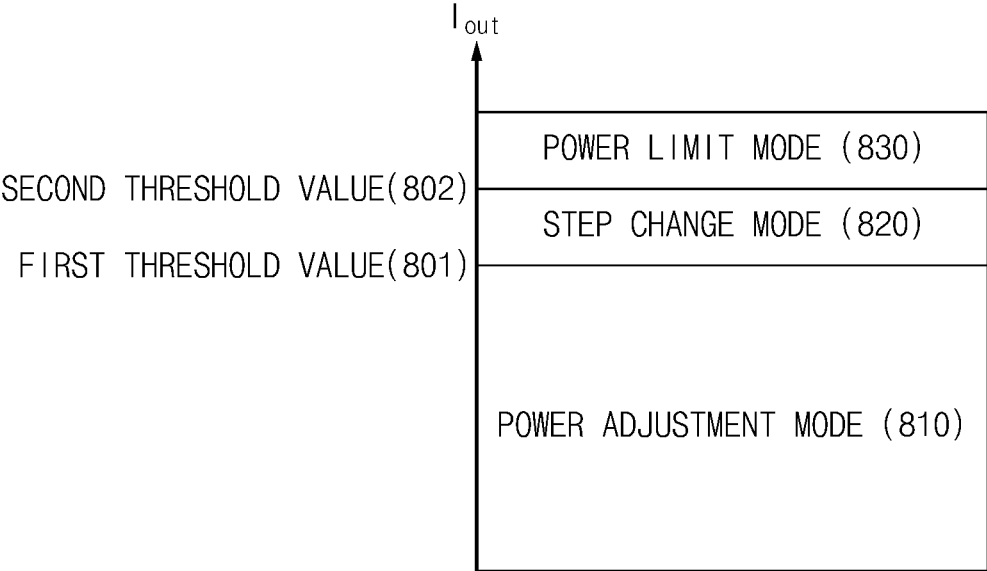 Iout
POWER LIMIT MODE (830)
SECOND THRESHOLD VALUE(802)
STEP CHANGE MODE (820)
FIRST THRESHOLD VALUE(801)
POWER ADJUSTMENT MODE (810)